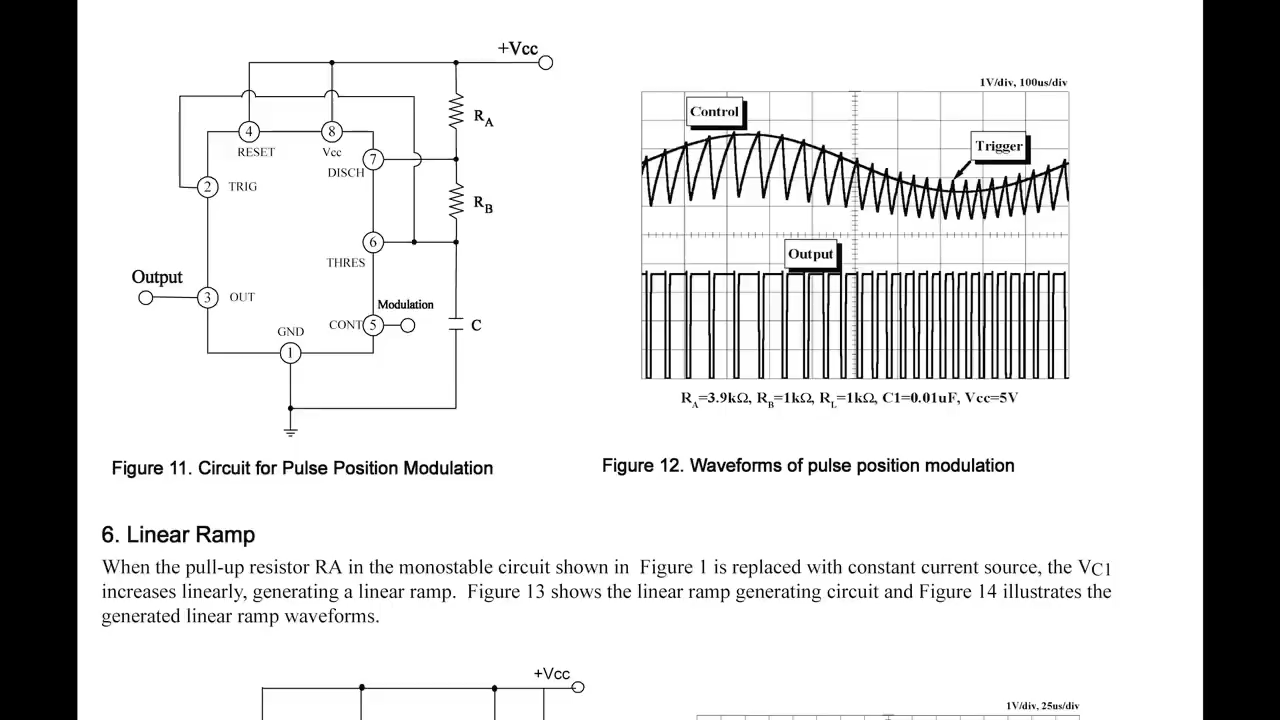 +Vcc
RA
4
8
RESET
Vcc
7
DISCH
2
TRIG
RB
6
THRES
Output
3
OUT
Modulation
CONT
5
C
GND
1
1V/div, 100us/div
Control
Trigger
Output
RA=3.9kΩ, RB=1kΩ, RL=1kΩ, C1=0.01uF, Vcc=5V
Figure 11. Circuit for Pulse Position Modulation
Figure 12. Waveforms of pulse position modulation
6. Linear Ramp
When the pull-up resistor RA in the monostable circuit shown in Figure 1 is replaced with constant current source, the VC1
increases linearly, generating a linear ramp. Figure 13 shows the linear ramp generating circuit and Figure 14 illustrates the
generated linear ramp waveforms.
+Vcc
1V/div, 25us/div